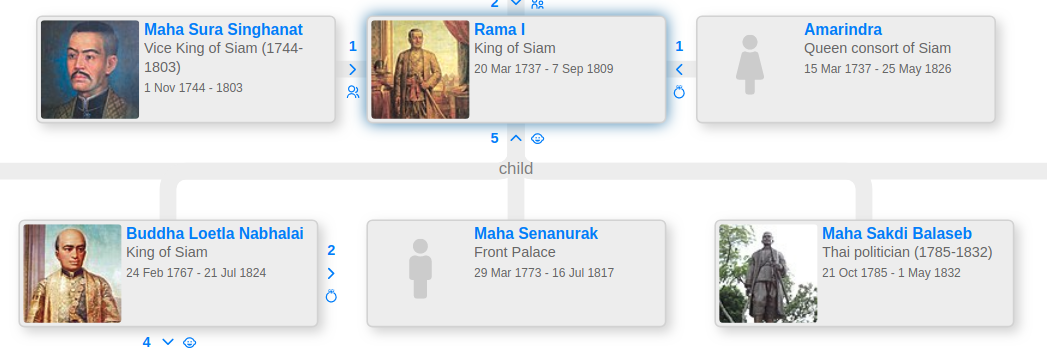 2
Maha Sura Singhanat
Vice King of Siam (1744-
1803)
1 Nov 1744 - 1803
1
Rama I
King of Siam
20 Mar 1737 - 7 Sep 1809
1
Amarindra
Queen consort of Siam
15 Mar 1737 - 25 May 1826
5
child
Buddha Loetla Nabhalai
King of Siam
24 Feb 1767 - 21 Jul 1824
2
Maha Senanurak
Front Palace
29 Mar 1773 - 16 Jul 1817
Maha Sakdi Balaseb
Thai politician (1785-1832)
21 Oct 1785 - 1 May 1832
4